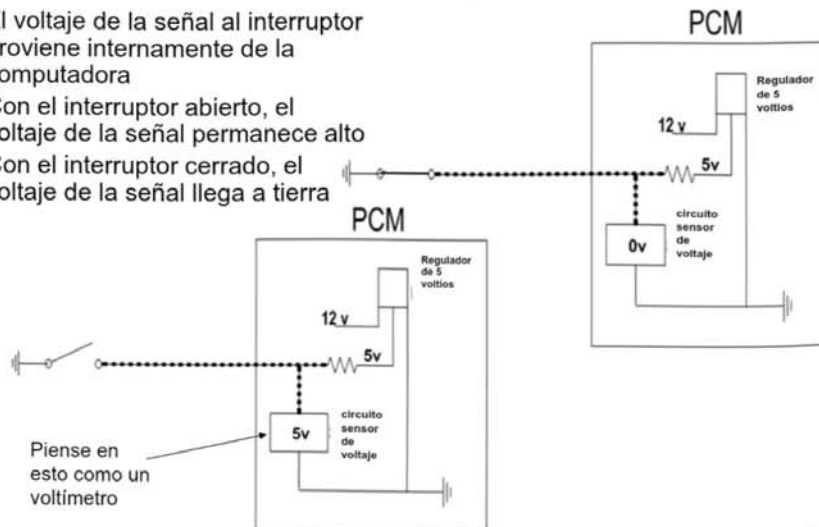 l voltaje de la señal al interruptor
roviene internamente de la
omputadora
on el interruptor abierto, el
oltaje de la señal permanece alto
on el interruptor cerrado, el
oltaje de la señal llega a tierra
PCM
Regulador
de 5
voltios
12 v
5v
circuito
sensor
de
voltaje
0v
PCM
Regulador
de 5
voltios
12 v
5v
circuito
sensor
de
voltaje
5v
Piense en
esto como un
voltímetro